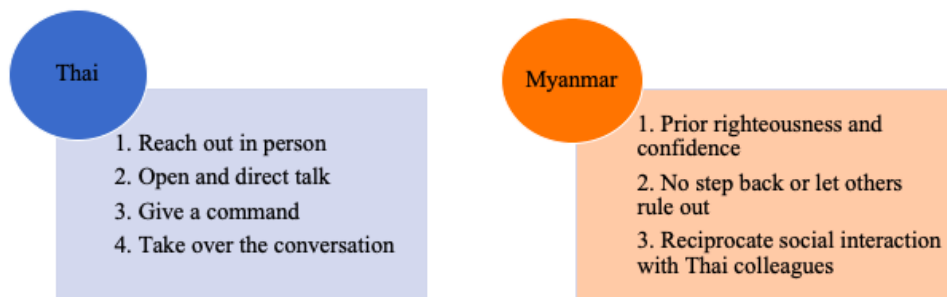 Thai
1. Reach out in person
2. Open and direct talk
3. Give a command
4. Take over the conversation
Myanmar
1. Prior righteousness and
confidence
2. No step back or let others
rule out
3. Reciprocate social interaction
with Thai colleagues